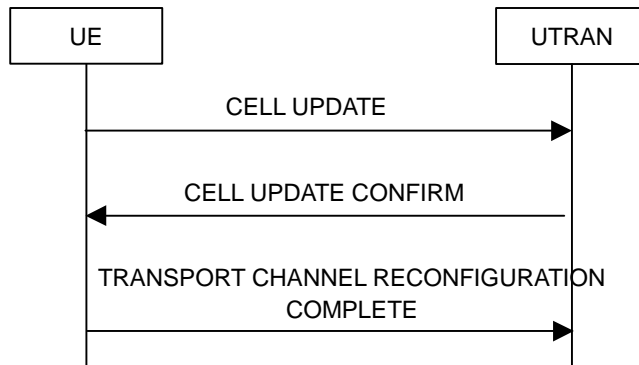 UE
UTRAN
CELL UPDATE
CELL UPDATE CONFIRM
TRANSPORT CHANNEL RECONFIGURATION
COMPLETE